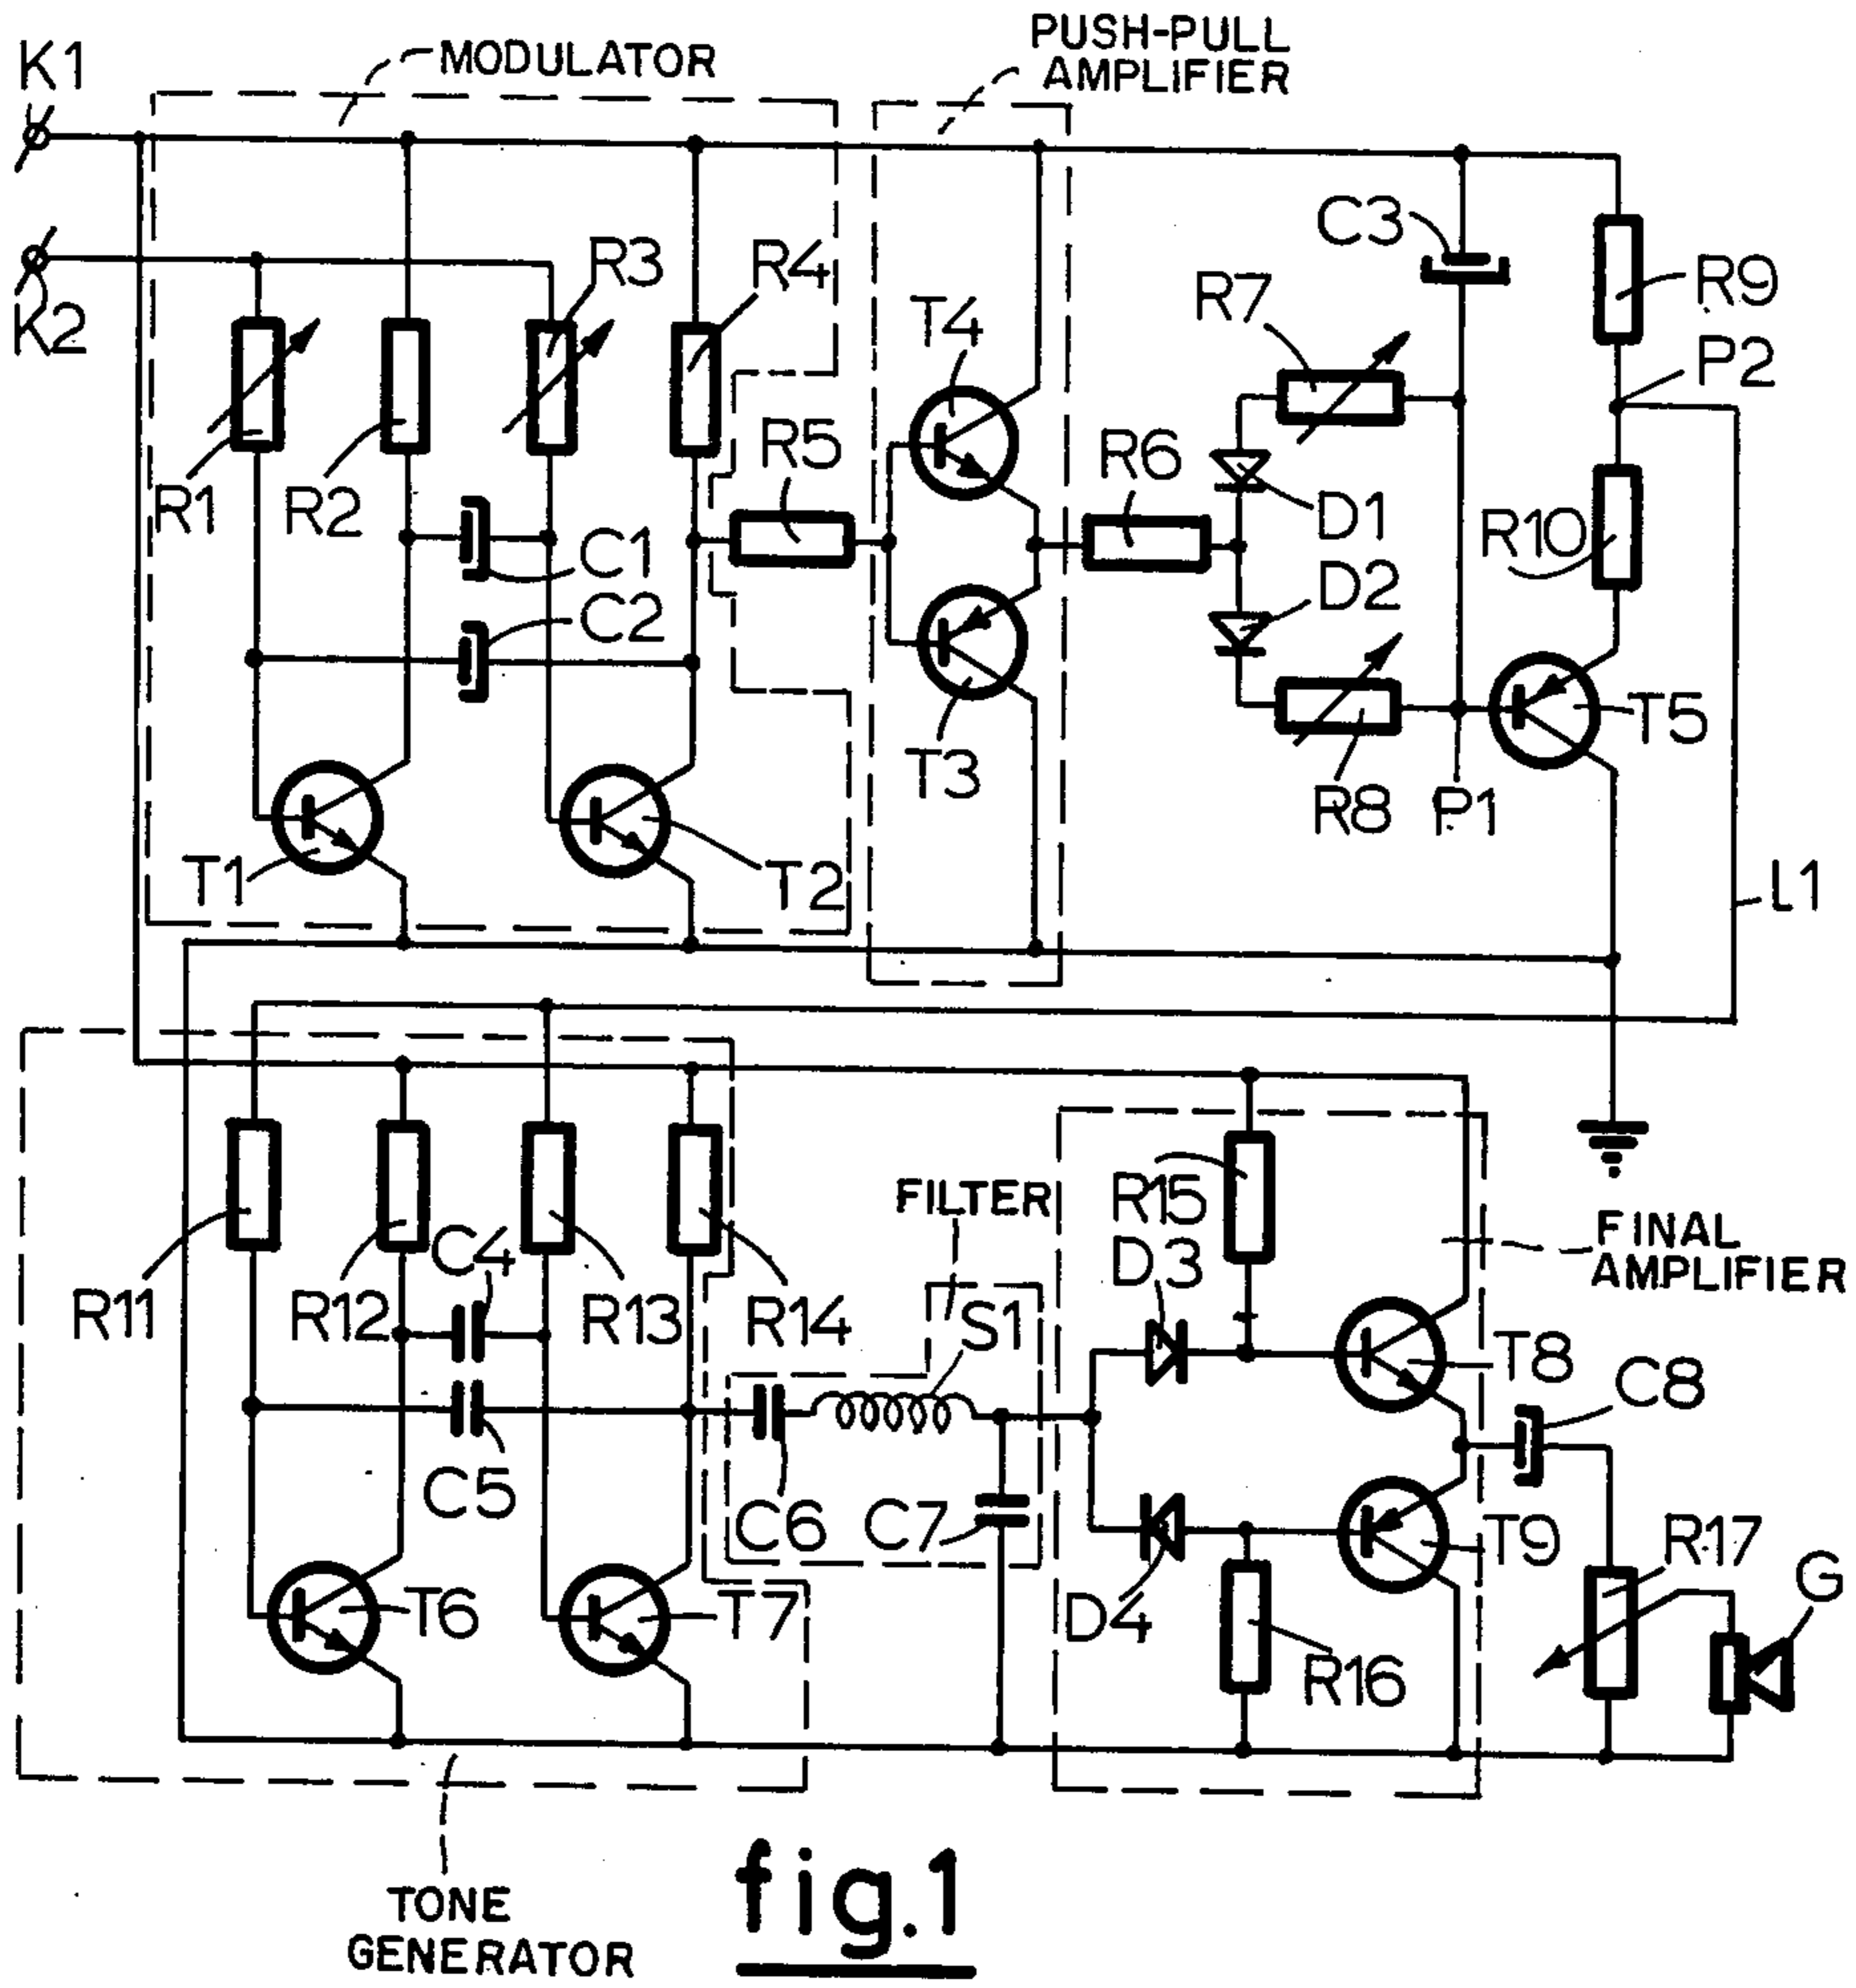 K1
MODULATOR
PUSH-PULL
AMPLIFIER
K2
R3
R4
T4
R7
C3
R9
P2
R1
R2
R5
C1
C2
R6
D1
D2
R10
T3
R8
P1
T5
T1
T2
L1
R11
R12
C4
R13
R14
FILTER
S1
R15
D3
FINAL
AMPLIFIER
T8
C8
C5
C6
C7
T9
R17
G
T6
T7
D4
R16
TONE
GENERATOR
fig.1